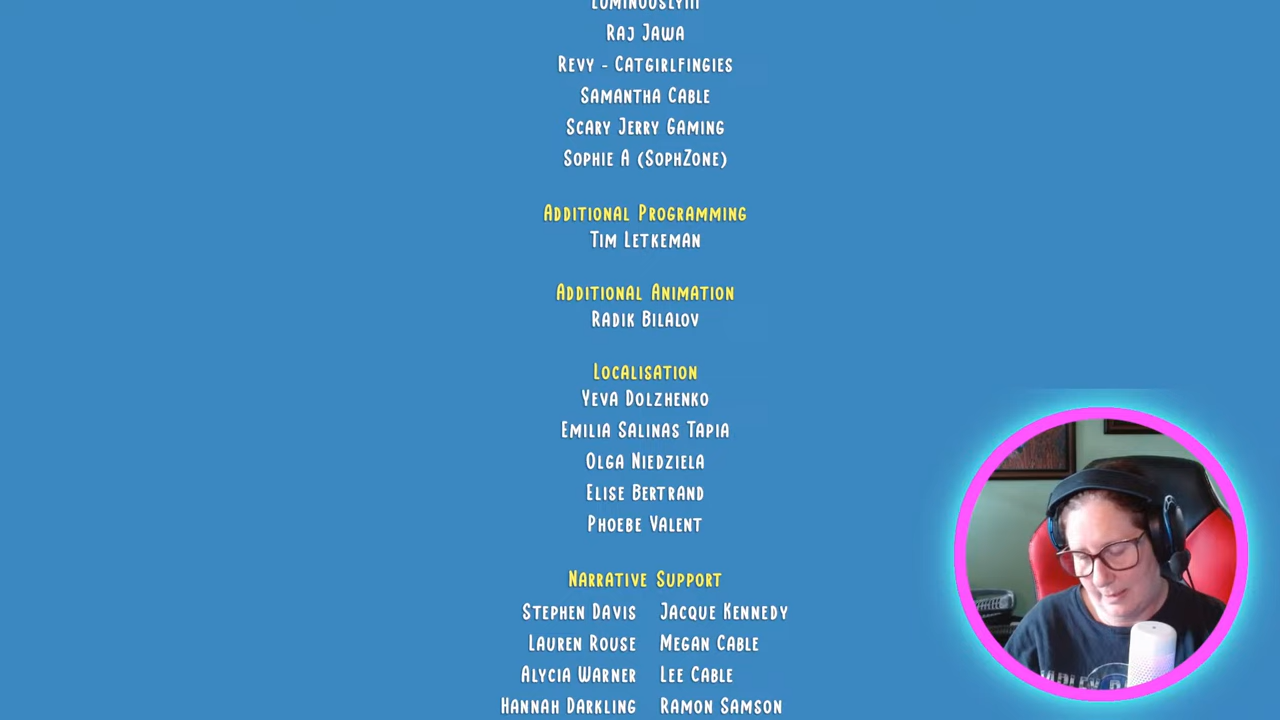 Raj Jawa
Revy - Catgirlfingies
Samantha Cable
Scary Jerry Gaming
Sophie A (SophZone)
Additional Programming
Tim Letkeman
Additional Animation
Radik Bilalov
Localisation
Yeva Dolzhenko
Emilia Salinas Tapia
Olga Niedziela
Elise Bertrand
Phoebe Valent
Narrative Support
Stephen Davis Jacque Kennedy
Lauren Rouse Megan Cable
Alycia Warner Lee Cable
Hannah Darkling Ramon Samson